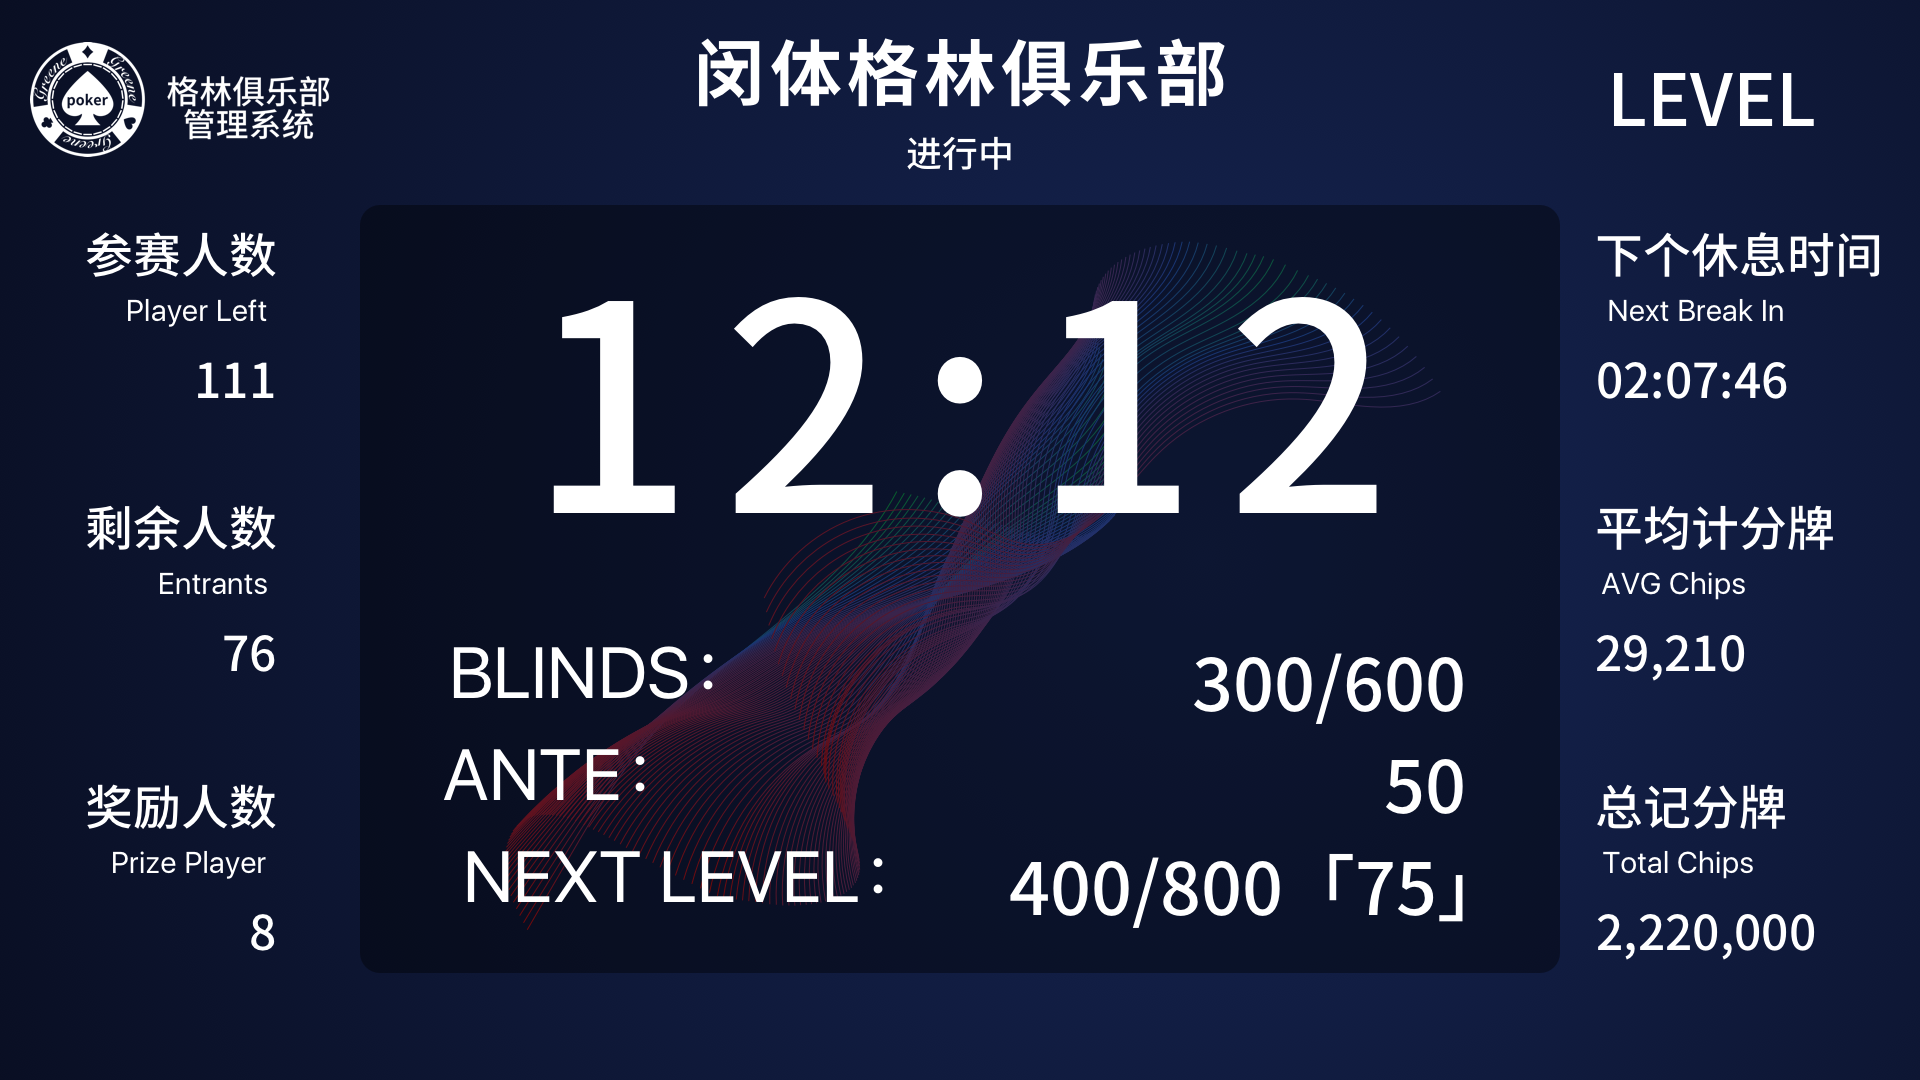 Greene
Greene
poker
Greene
格林俱乐部
管理系统
闵体格林俱乐部
进行中
LEVEL
参赛人数
Player Left
111
剩余人数
Entrants
76
奖励人数
Prize Player
8
12:12
BLINDS：
300/600
ANTE：
50
NEXT LEVEL：
400/800「75」
下个休息时间
Next Break In
02:07:46
平均计分牌
AVG Chips
29,210
总记分牌
Total Chips
2,220,000